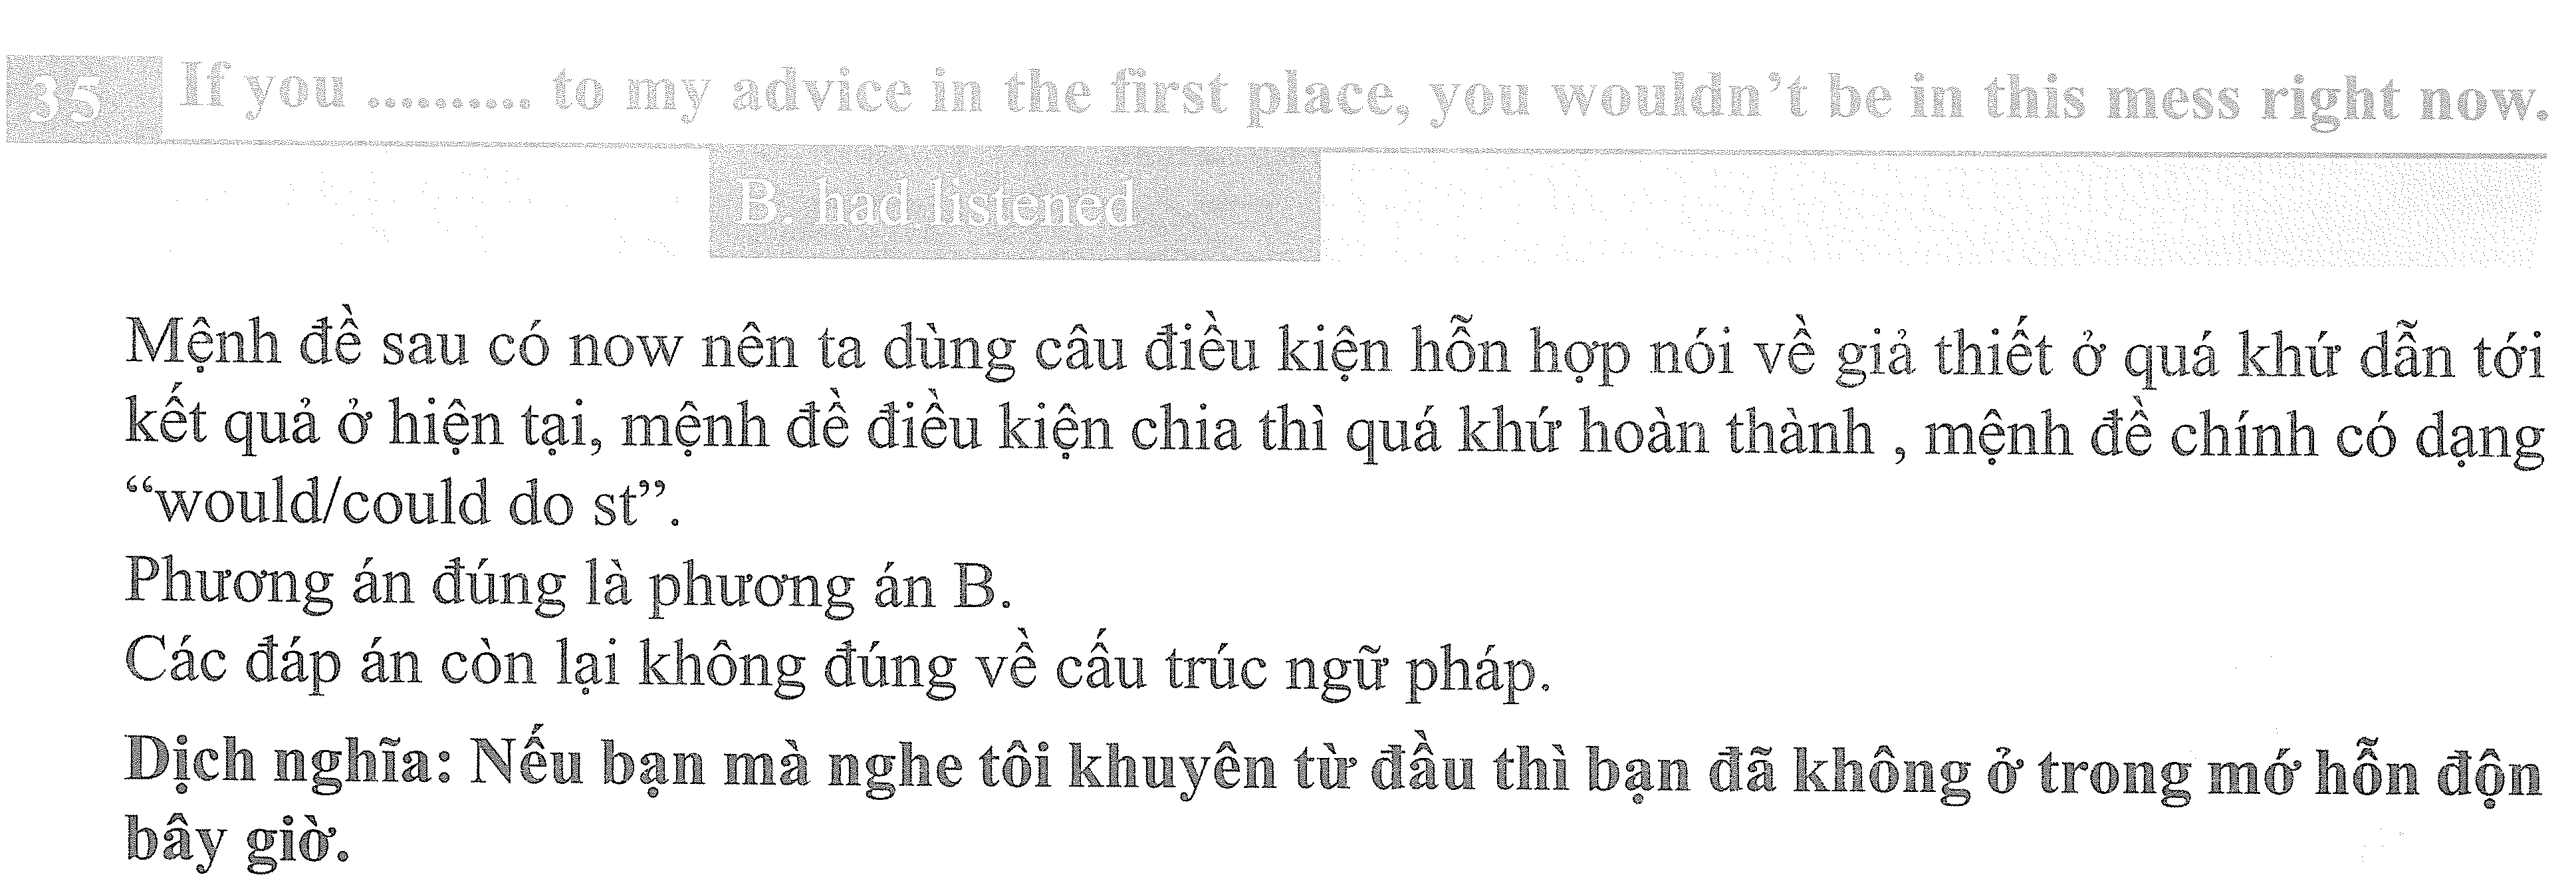 35 If you .......... to my advice in the first place, you wouldn't be in this mess right now.
B. had listened
Mệnh đề sau có now nên ta dùng câu điều kiện hỗn hợp nói về giả thiết ở quá khứ dẫn tới
kết quả ở hiện tại, mệnh đề điều kiện chia thì quá khứ hoàn thành , mệnh đề chính có dạng
“would/could do st”.
Phương án đúng là phương án B.
Các đáp án còn lại không đúng về cấu trúc ngữ pháp.
Dịch nghĩa: Nếu bạn mà nghe tôi khuyên từ đầu thì bạn đã không ở trong mớ hỗn độn
bây giờ.